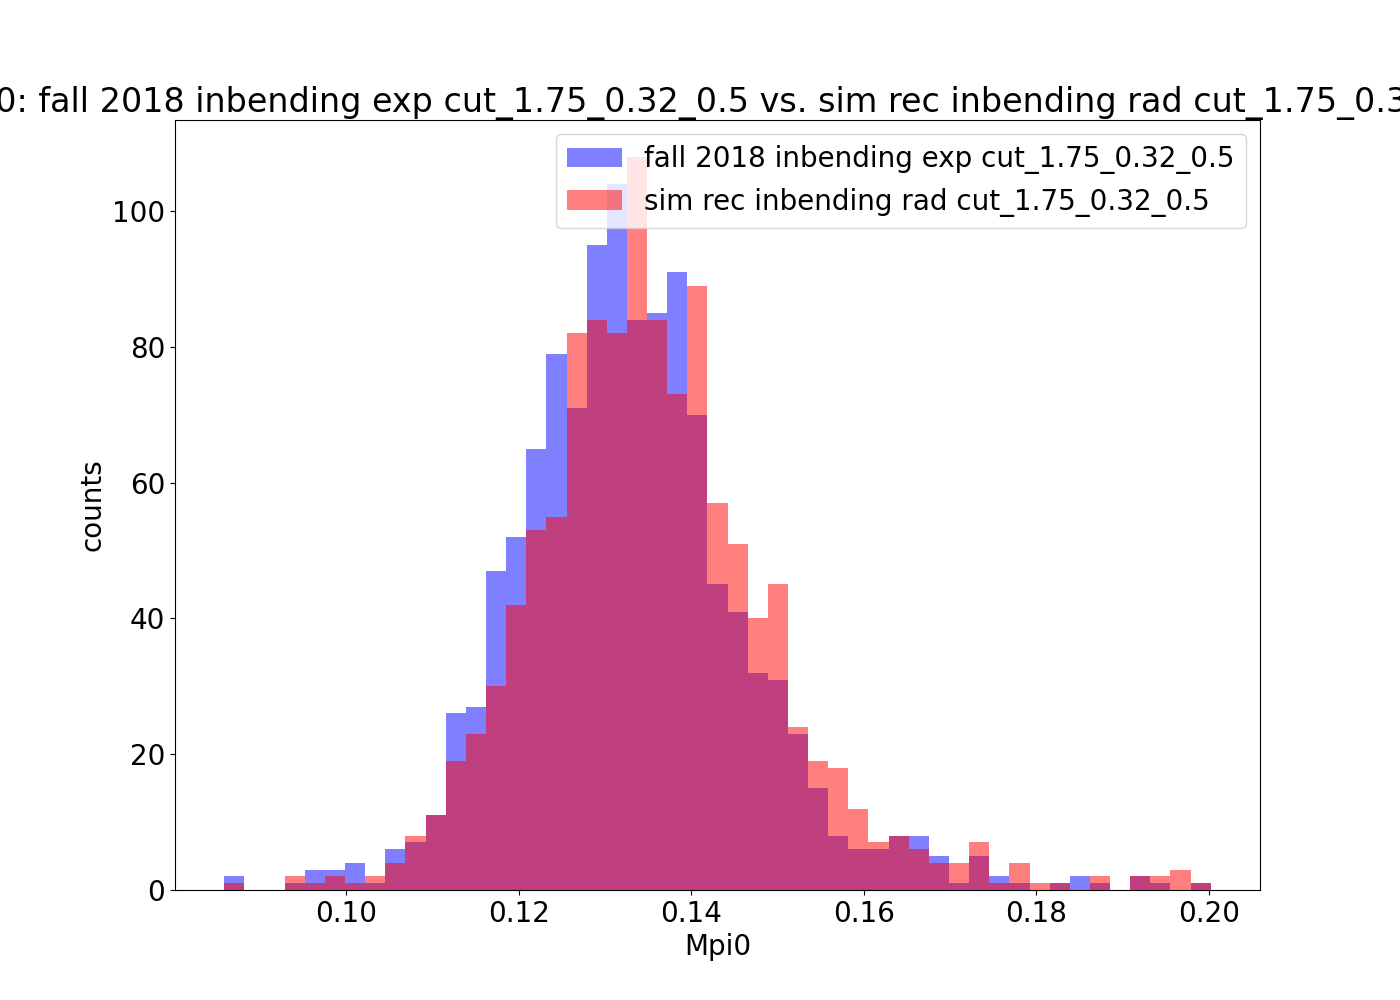 0: fall 2018 inbending exp cut_1.75_0.32_0.5 vs. sim rec inbending rad cut_1.75_0.3
fall 2018 inbending exp cut_1.75_0.32_0.5
sim rec inbending rad cut_1.75_0.32_0.5
100
80
60
40
20
0
counts
0.10 0.12 0.14 0.16 0.18 0.20
Mpi0